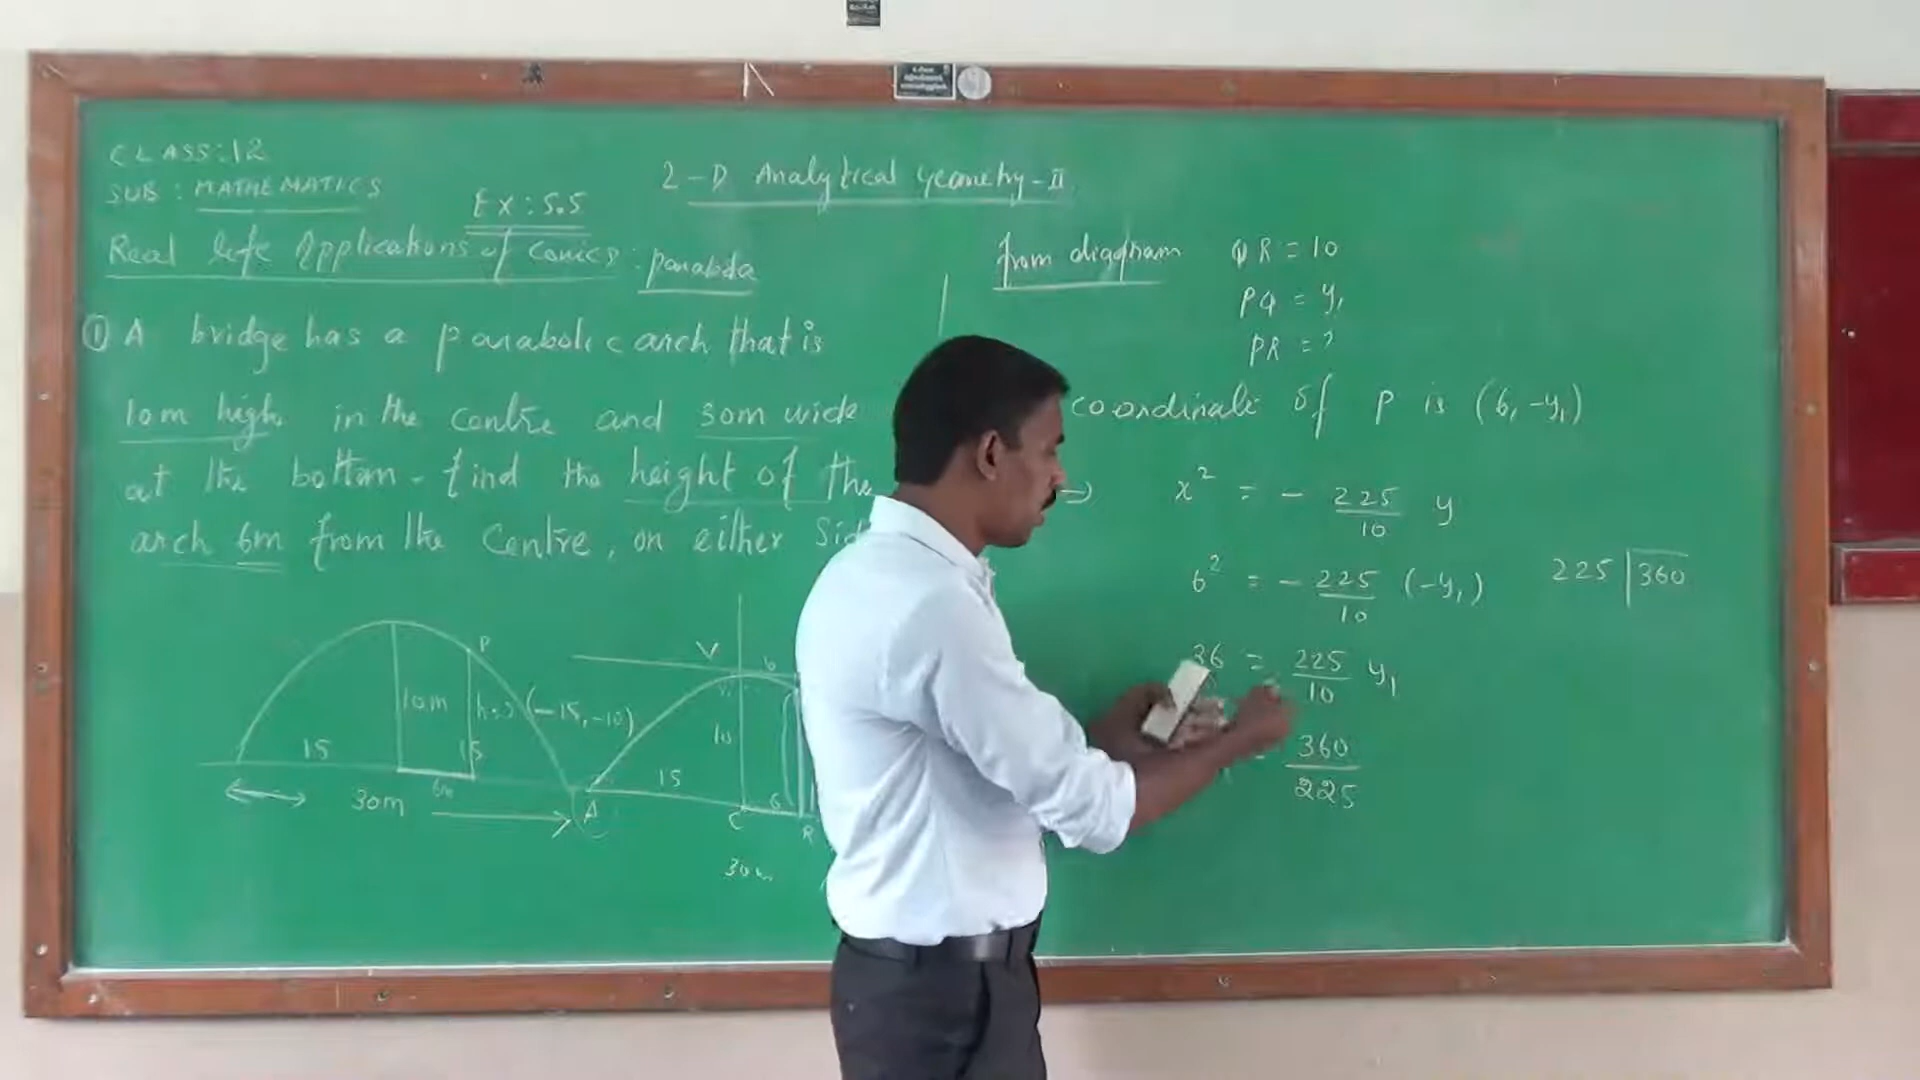 CLASS: 12
SUB : MATHEMATICS
2-D Analytical Geometry-II
EX: 5.5
Real life Applications of Conics : parabola
① A bridge has a parabolic arch that is
10m high in the centre and 30m wide
at the bottom. find the height of the
arch 6m from the centre, on either Sid
P
10m
h=?
15
15
6m
30m
(-15,-10)
V
6
10
15
6
A
C
R
30m
from diagram QR = 10
PQ = y₁
PR = ?
coordinate of P is (6, -y₁)
⇒ x² = - 225/10 y
6² = - 225/10 (-y₁)
225 | 360
36 = 225/10 y₁
= 360/225